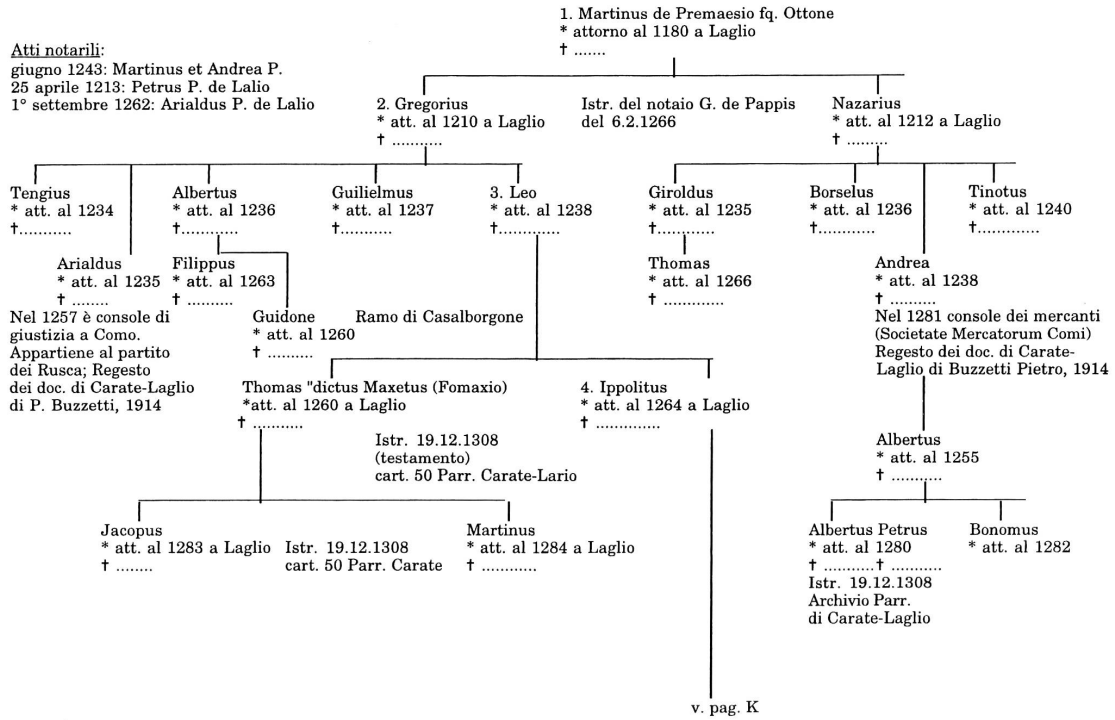 1. Martinus de Premaesio fq. Ottone
* attorno al 1180 a Laglio
† .......
Atti notarili:
giugno 1243: Martinus et Andrea P.
25 aprile 1213: Petrus P. de Lalio
1° settembre 1262: Arialdus P. de Lalio
2. Gregorius
* att. al 1210 a Laglio
† ..........
Istr. del notaio G. de Pappis
del 6.2.1266
Nazarius
* att. al 1212 a Laglio
† .........
Tengius
* att. al 1234
†...........
Albertus
* att. al 1236
†...........
Guilielmus
* att. al 1237
†...........
3. Leo
* att. al 1238
†............
Giroldus
* att. al 1235
†............
Borselus
* att. al 1236
†............
Tinotus
* att. al 1240
†............
Arialdus
* att. al 1235
† ........
Nel 1257 è console di
giustizia a Como.
Appartiene al partito
dei Rusca; Regesto
dei doc. di Carate-Laglio
di P. Buzzetti, 1914
Filippus
* att. al 1263
† ..........
Guidone
* att. al 1260
† ..........
Ramo di Casalborgone
Thomas
* att. al 1266
† ..........
Andrea
* att. al 1238
† ..........
Nel 1281 console dei mercanti
(Societate Mercatorum Comi)
Regesto dei doc. di Carate-
Laglio di Buzzetti Pietro, 1914
Thomas "dictus Maxetus (Fomaxio)
*att. al 1260 a Laglio
† ...........
4. Ippolitus
* att. al 1264 a Laglio
† ..............
Istr. 19.12.1308
(testamento)
cart. 50 Parr. Carate-Lario
Albertus
* att. al 1255
† ...........
Jacopus
* att. al 1283 a Laglio
† ........
Istr. 19.12.1308
cart. 50 Parr. Carate
Martinus
* att. al 1284 a Laglio
† ............
Albertus Petrus
* att. al 1280
† ..........† ...........
Istr. 19.12.1308
Archivio Parr.
di Carate-Laglio
Bonomus
* att. al 1282
v. pag. K